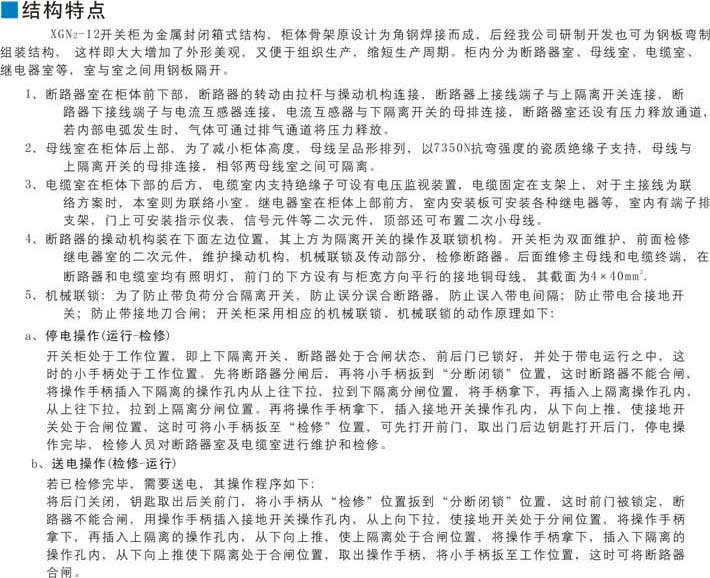 结构特点
XGN2-12开关柜为金属封闭箱式结构，柜体骨架原设计为角钢焊接而成，后经我公司研制开发也可为钢板弯制
组装结构， 这样即大大增加了外形美观，又便于组织生产，缩短生产周期。柜内分为断路器室、母线室、电缆室、
继电器室等，室与室之间用钢板隔开。
1、断路器室在柜体前下部，断路器的转动由拉杆与操动机构连接，断路器上接线端子与上隔离开关连接，断
路器下接线端子与电流互感器连接，电流互感器与下隔离开关的母排连接，断路器室还设有压力释放通道，
若内部电弧发生时，气体可通过排气通道将压力释放。
2、母线室在柜体后上部，为了减小柜体高度，母线呈品形排列，以7350N抗弯强度的瓷质绝缘子支持，母线与
上隔离开关的母排连接，相邻两母线室之间可隔离。
3、电缆室在柜体下部的后方，电缆室内支持绝缘子可设有电压监视装置，电缆固定在支架上，对于主接线为联
络方案时，本室则为联络小室。继电器室在柜体上部前方，室内安装板可安装各种继电器等，室内有端子排
支架，门上可安装指示仪表，信号元件等二次元件，顶部还可布置二次小母线。
4、断路器的操动机构装在下面左边位置，其上方为隔离开关的操作及联锁机构。开关柜为双面维护，前面检修
继电器室的二次元件，维护操动机构，机械联锁及传动部分，检修断路器。后面维修主母线和电缆终端，在
断路器和电缆室均有照明灯，前门的下方设有与柜宽方向平行的接地铜母线，其截面为4×40mm².
5、机械联锁：为了防止带负荷分合隔离开关，防止误分误合断路器，防止误入带电间隔；防止带电合接地开
关；防止带接地刀合闸；开关柜采用相应的机械联锁、机械联锁的动作原理如下：
a、停电操作(运行-检修)
开关柜处于工作位置，即上下隔离开关、断路器处于合闸状态，前后门已锁好，并处于带电运行之中，这
时的小手柄处于工作位置。先将断路器分闸后，再将小手柄扳到“分断闭锁”位置，这时断路器不能合闸，
将操作手柄插入下隔离的操作孔内从上往下拉，拉到下隔离分闸位置，将手柄拿下，再插入上隔离操作孔内，
从上往下拉，拉到上隔离分闸位置。再将操作手柄拿下，插入接地开关操作孔内，从下向上推，使接地开
关处于合闸位置，这时可将小手柄扳至“检修”位置，可先打开前门，取出门后边钥匙打开后门，停电操
作完毕，检修人员对断路器室及电缆室进行维护和检修。
b、送电操作(检修-运行)
若已检修完毕，需要送电，其操作程序如下：
将后门关闭，钥匙取出后关前门，将小手柄从“检修”位置扳到“分断闭锁”位置，这时前门被锁定，断
路器不能合闸，用操作手柄插入接地开关操作孔内，从上向下拉，使接地开关处于分闸位置，将操作手柄
拿下，再插入上隔离的操作孔内，从下向上推，使上隔离处于合闸位置，将操作手柄拿下，插入下隔离的
操作孔内，从下向上推使下隔离处于合闸位置，取出操作手柄，将小手柄扳至工作位置，这时可将断路器
合闸。